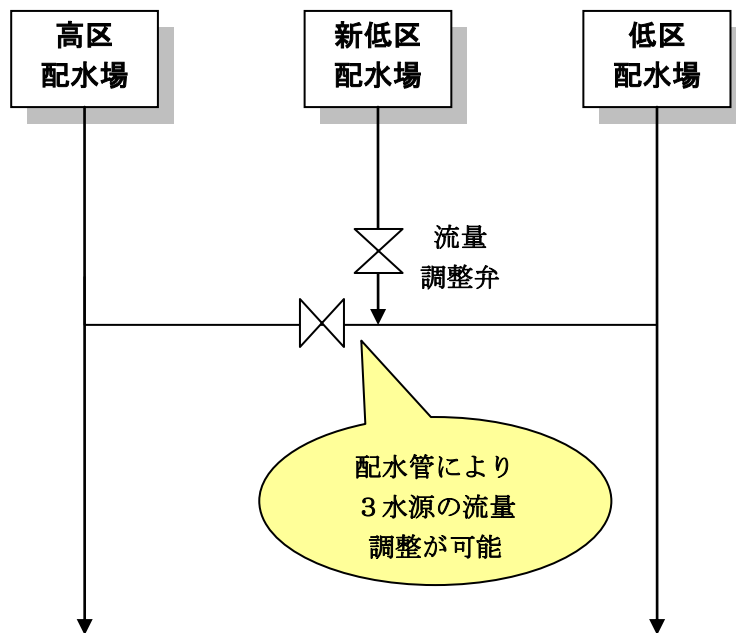 高区
配水場
新低区
配水場
低区
配水場
流量
調整弁
配水管により
３水源の流量
調整が可能